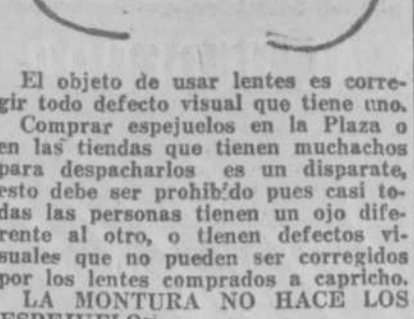 El objeto de usar lentes es corre-
gir todo defecto visual que tiene uno.
Comprar espejuelos en la Plaza o
en las tiendas que tienen muchachos
para despacharlos es un disparate,
esto debe ser prohibido pues casi to-
das las personas tienen un ojo dife-
rente al otro, o tienen defectos vi-
suales que no pueden ser corregidos
por los lentes comprados a capricho.
LA MONTURA NO HACE LOS